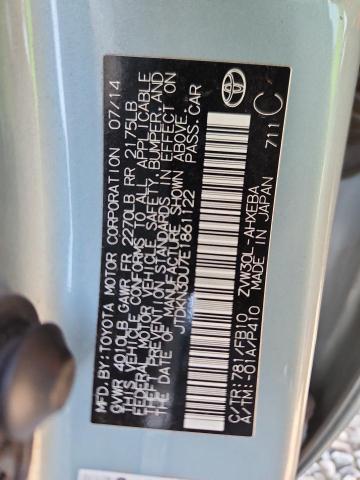 MFD.BY:TOYOTA MOTOR CORPORATION 07/14
GVWR 4010LB GAWR FR 2270LB RR 2175LB
THIS VEHICLE CONFORMS TO ALL APPLICABLE
FEDERAL MOTOR VEHICLE SAFETY, BUMPER, AND
THEFT PREVENTION STANDARDS IN EFFECT ON
THE DATE OF MANUFACTURE SHOWN ABOVE.
JTDKN3DU7E1861122 PASS.CAR
C/TR:781/FB10 ZVW30L-AHXEBA
A/TM:-01A/P410 MADE IN JAPAN 711 C
TOYOTA